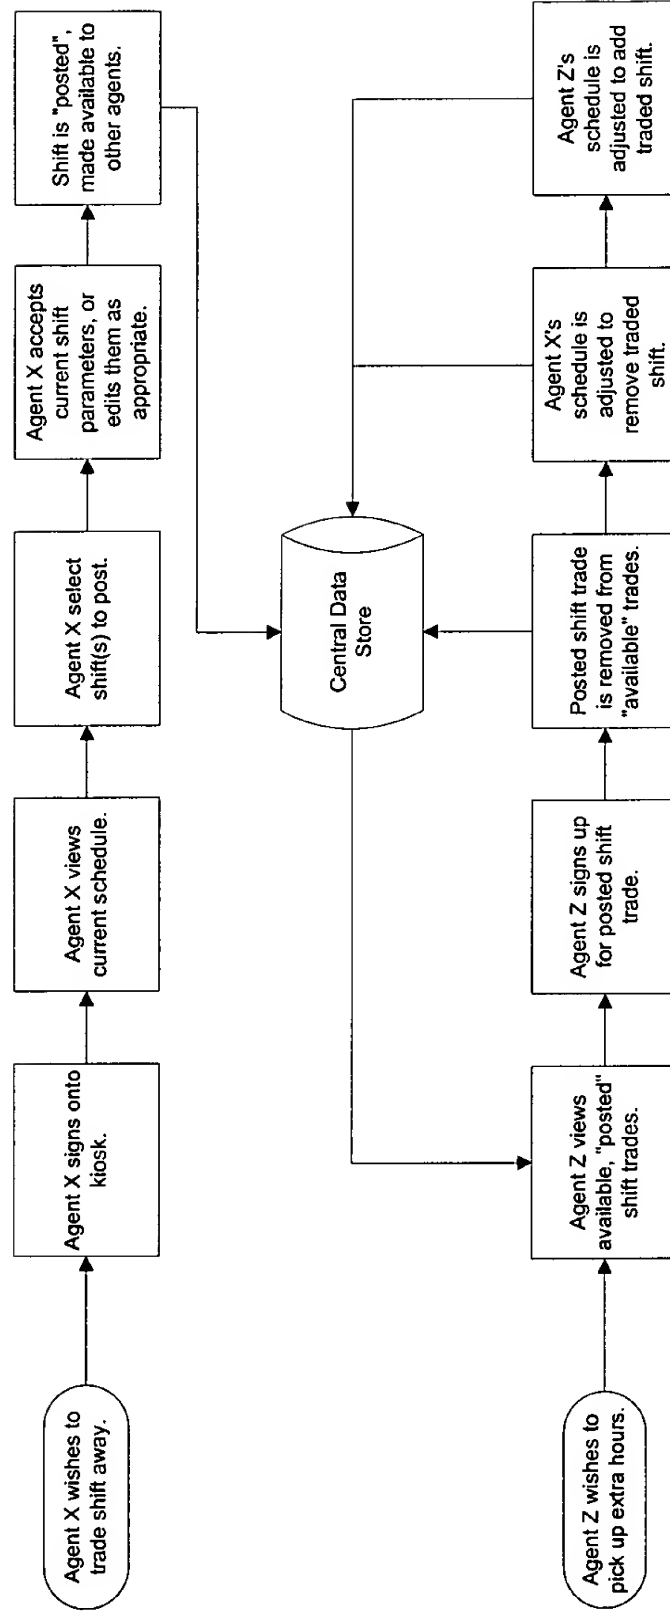 Agent X wishes to
trade shift away.
Agent X signs onto
kiosk.
Agent X views
current schedule.
Agent X select
shift(s) to post.
Agent X accepts
current shift
parameters, or
edits them as
appropriate.
Shift is "posted",
made available to
other agents.
Central Data
Store
Agent Z wishes to
pick up extra hours.
Agent Z views
available, "posted"
shift trades.
Agent Z signs up
for posted shift
trade.
Posted shift trade
is removed from
"available" trades.
Agent X's
schedule is
adjusted to
remove traded
shift.
Agent Z's
schedule is
adjusted to add
traded shift.